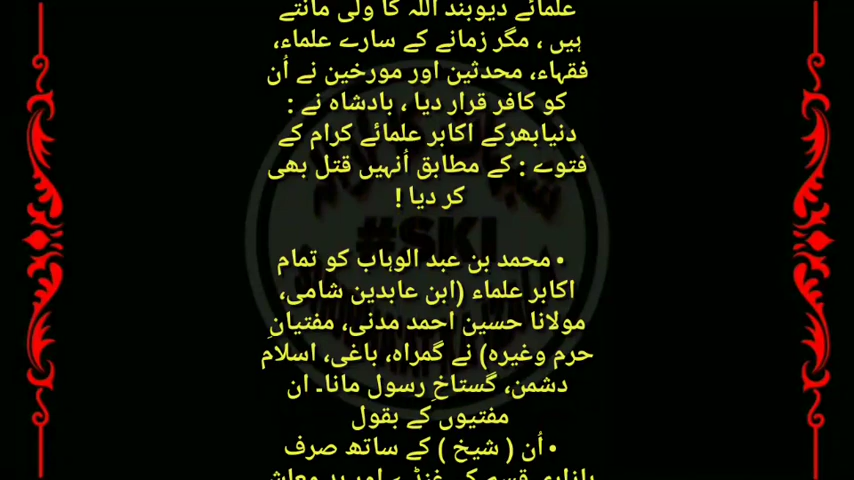 علمائے دیوبند اللہ کا ولی مانتے
ہیں ، مگر زمانے کے سارے علماء،
فقہاء، محدثین اور مورخین نے اُن
کو کافر قرار دیا ، بادشاہ نے :
دنیابھرکے اکابر علمائے کرام کے
فتوے : کے مطابق اُنہیں قتل بھی
کر دیا !
• محمد بن عبد الوہاب کو تمام
اکابر علماء (ابن عابدین شامی،
مولانا حسین احمد مدنی، مفتیانِ
حرم وغیرہ) نے گمراہ، باغی، اسلام
دشمن، گستاخِ رسول مانا۔ ان
مفتیوں کے بقول
• اُن ( شیخ ) کے ساتھ صرف
#SKI